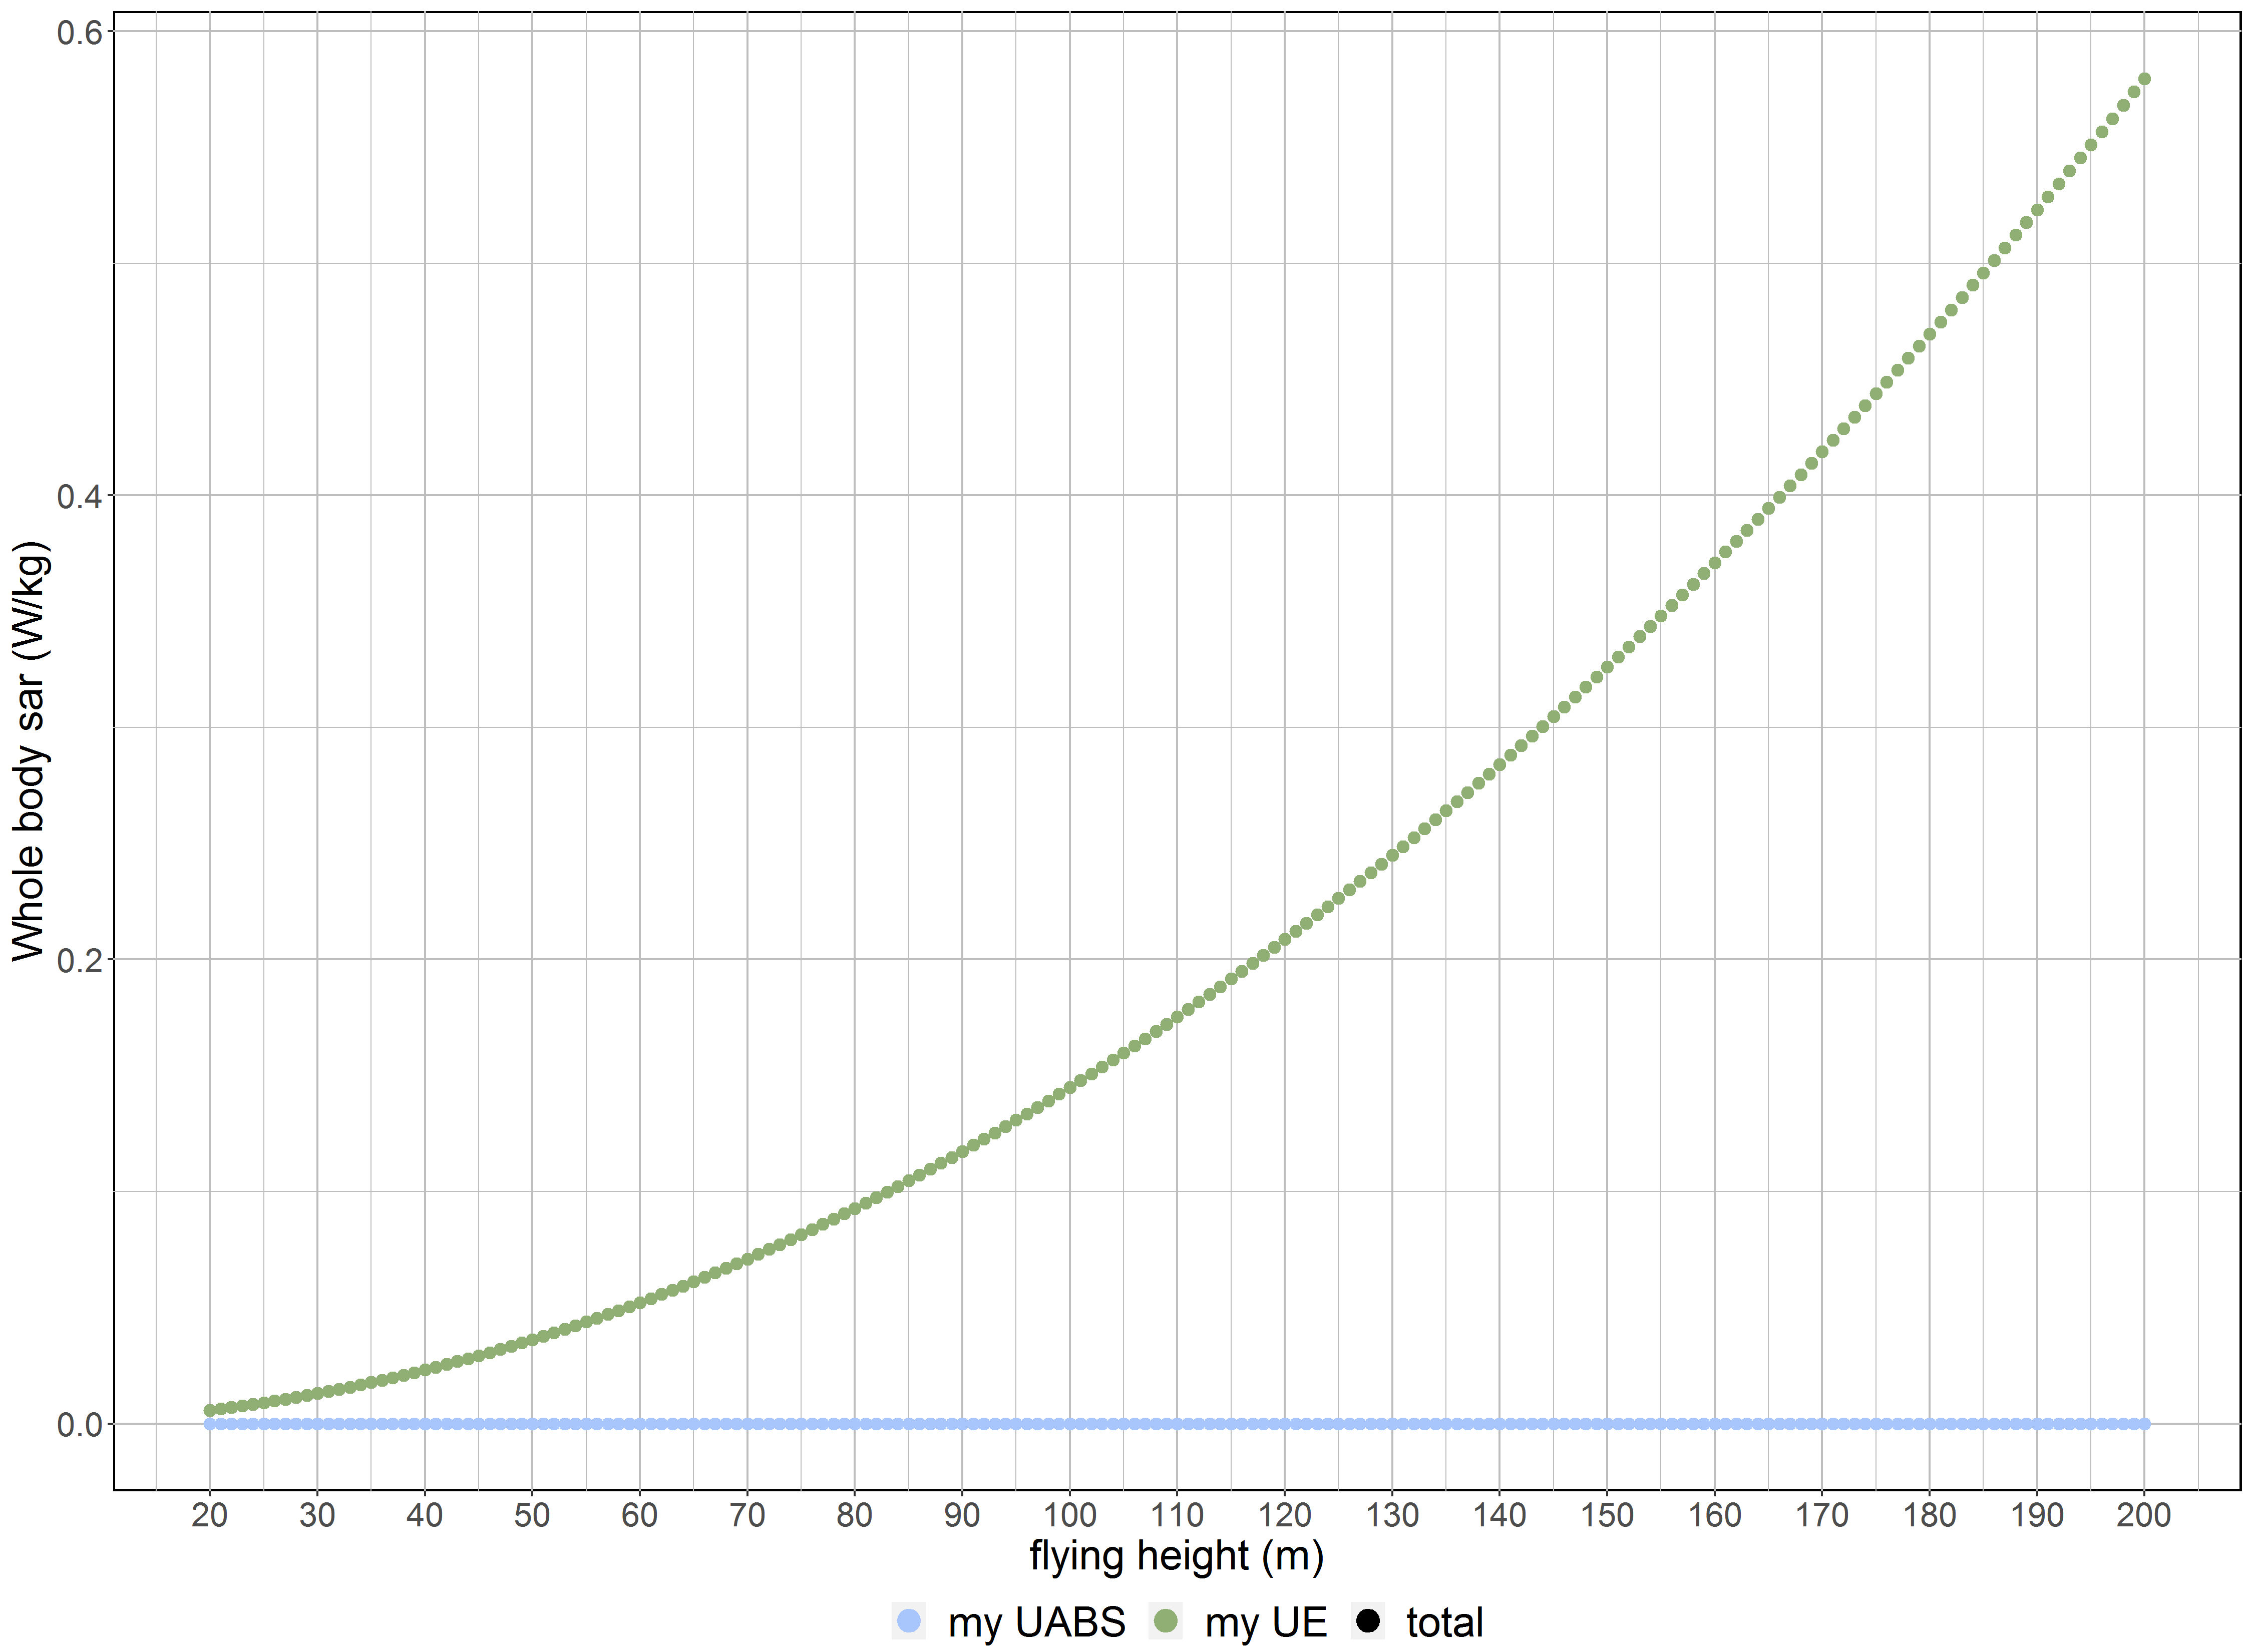 Whole body sar (W/kg)
0.6
0.4
0.2
0.0
20 30 40 50 60 70 80 90 100 110 120 130 140 150 160 170 180 190 200
flying height (m)
my UABS my UE total